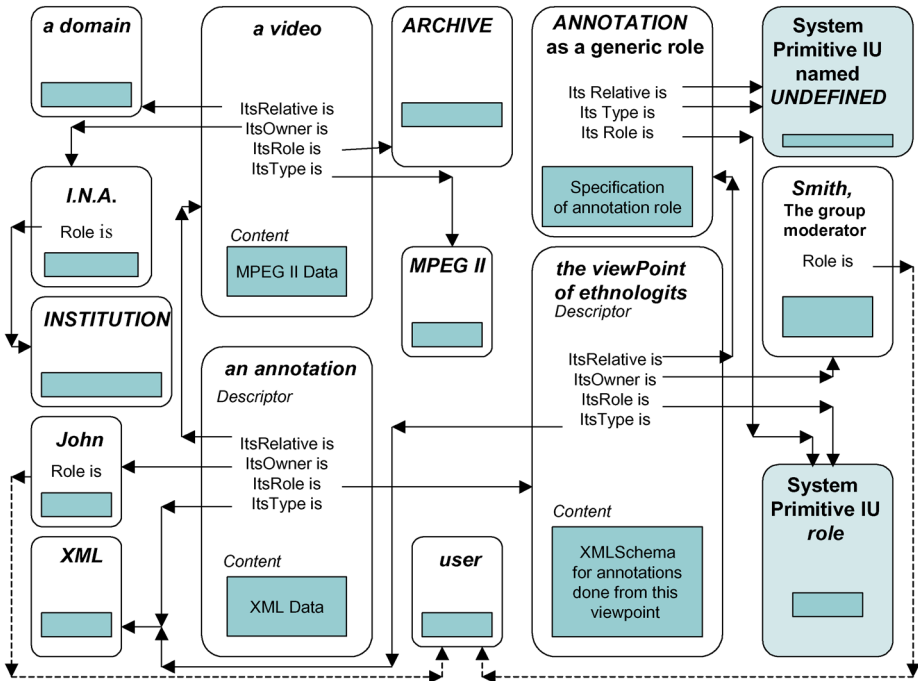 a domain
a video
ItsRelative is
ItsOwner is
ItsRole is
ItsType is
Content
MPEG II Data
ARCHIVE
ANNOTATION
as a generic role
Its Relative is
Its Type is
Its Role is
Specification
of annotation role
System
Primitive IU
named
UNDEFINED
I.N.A.
Role is
MPEG II
Smith,
The group
moderator
Role is
INSTITUTION
the viewPoint
of ethnologits
Descriptor
ItsRelative is
ItsOwner is
ItsRole is
ItsType is
Content
XMLSchema
for annotations
done from this
viewpoint
an annotation
Descriptor
ItsRelative is
ItsOwner is
ItsRole is
ItsType is
Content
XML Data
John
Role is
XML
user
System
Primitive IU
role